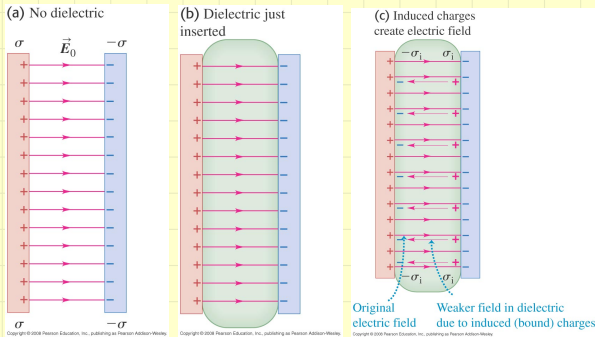 (a) No dielectric
σ
E⃗₀
−σ
σ
−σ
Copyright © 2008 Pearson Education, Inc., publishing as Pearson Addison-Wesley.
(b) Dielectric just
inserted
Copyright © 2008 Pearson Education, Inc., publishing as Pearson Addison-Wesley.
(c) Induced charges
create electric field
−σi
σi
−σi
σi
Original
electric field
Weaker field in dielectric
due to induced (bound) charges
Copyright © 2008 Pearson Education, Inc., publishing as Pearson Addison-Wesley.